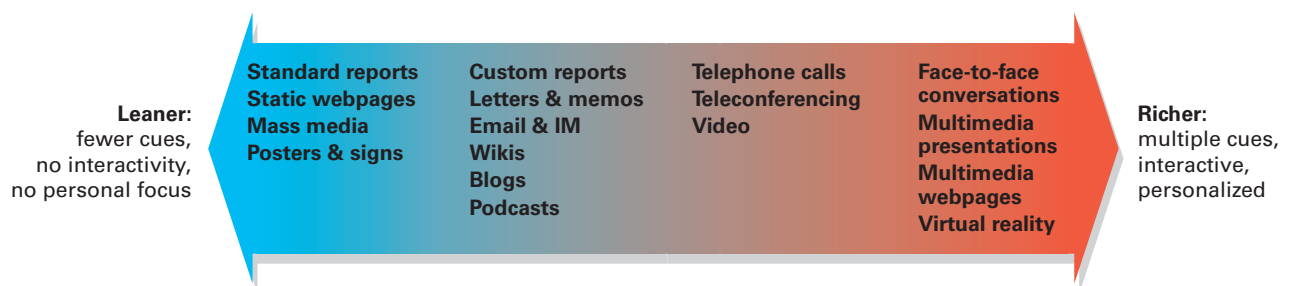 Leaner:
fewer cues,
no interactivity,
no personal focus
Standard reports
Static webpages
Mass media
Posters & signs
Custom reports
Letters & memos
Email & IM
Wikis
Blogs
Podcasts
Telephone calls
Teleconferencing
Video
Face-to-face
conversations
Multimedia
presentations
Multimedia
webpages
Virtual reality
Richer:
multiple cues,
interactive,
personalized